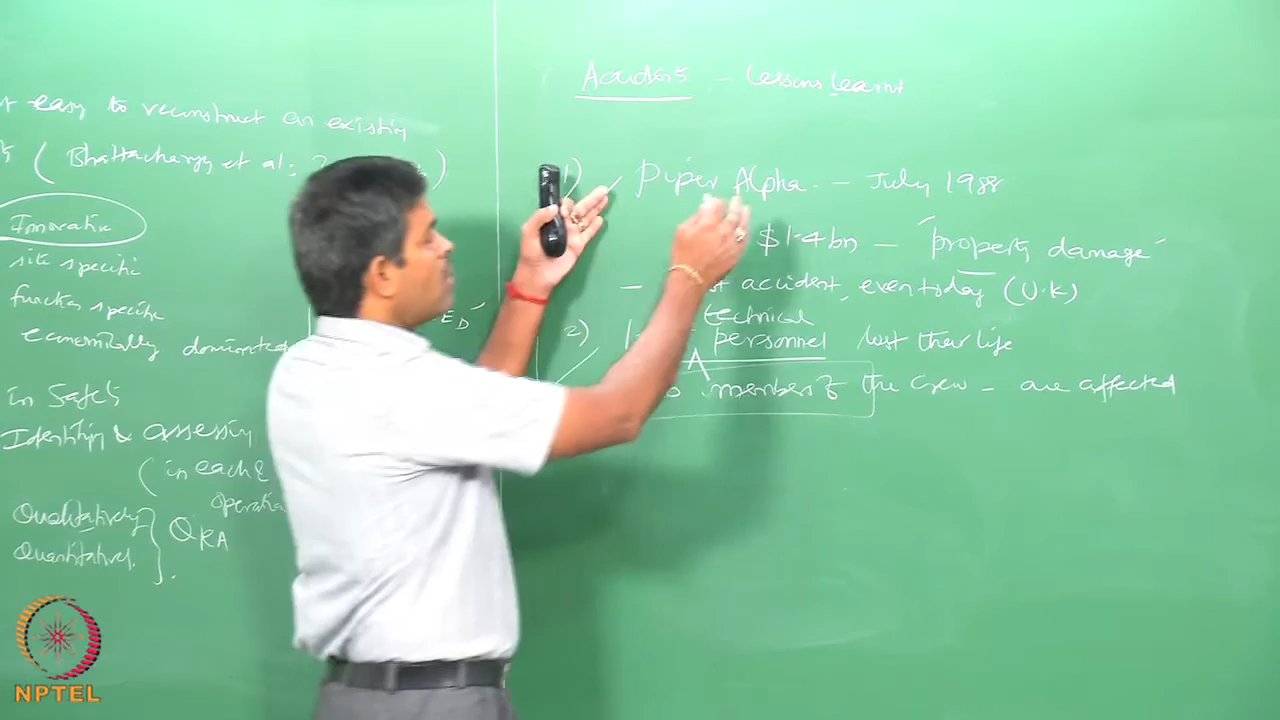 easy to reconstruct an existing
( Bhattacharya et al:
Innovative
site specific
function specific
economically dominated
in Safety
Identifying & assessing
( in each &
operation
Qualitatively
QRA
Quantitatively.
Accidents - Lessons Learnt
1) Piper Alpha. - July 1988
$1.4 bn - "property damage"
- accident, even today (U.K)
technical
2) personnel lost their life
members of the crew - are affected
NPTEL